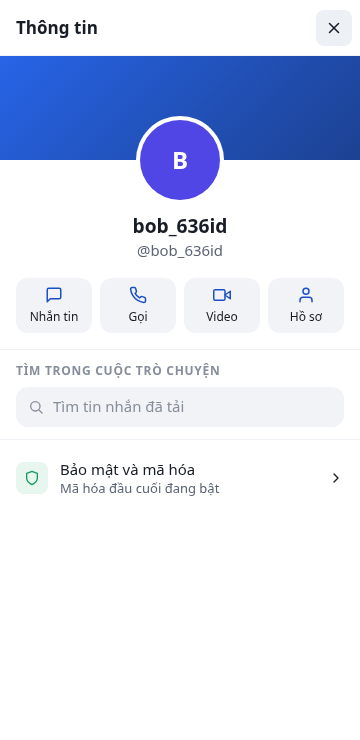 Thông tin
B
bob_636id
@bob_636id
Nhắn tin
Gọi
Video
Hồ sơ
TÌM TRONG CUỘC TRÒ CHUYỆN
Tìm tin nhắn đã tải
Bảo mật và mã hóa
Mã hóa đầu cuối đang bật